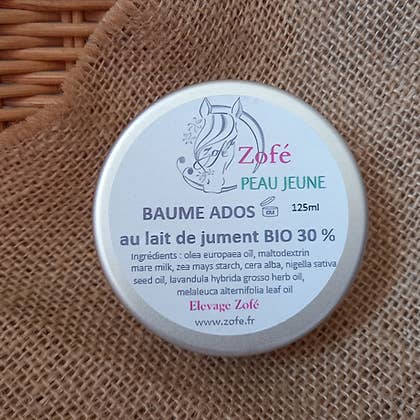 Zofé
Zofé
PEAU JEUNE
BAUME ADOS 125ml
au lait de jument BIO 30 %
Ingrédients : olea europaea oil, maltodextrin
mare milk, zea mays starch, cera alba, nigella sativa
seed oil, lavandula hybrida grosso herb oil,
melaleuca alternifolia leaf oil
Elevage Zofé
www.zofe.fr